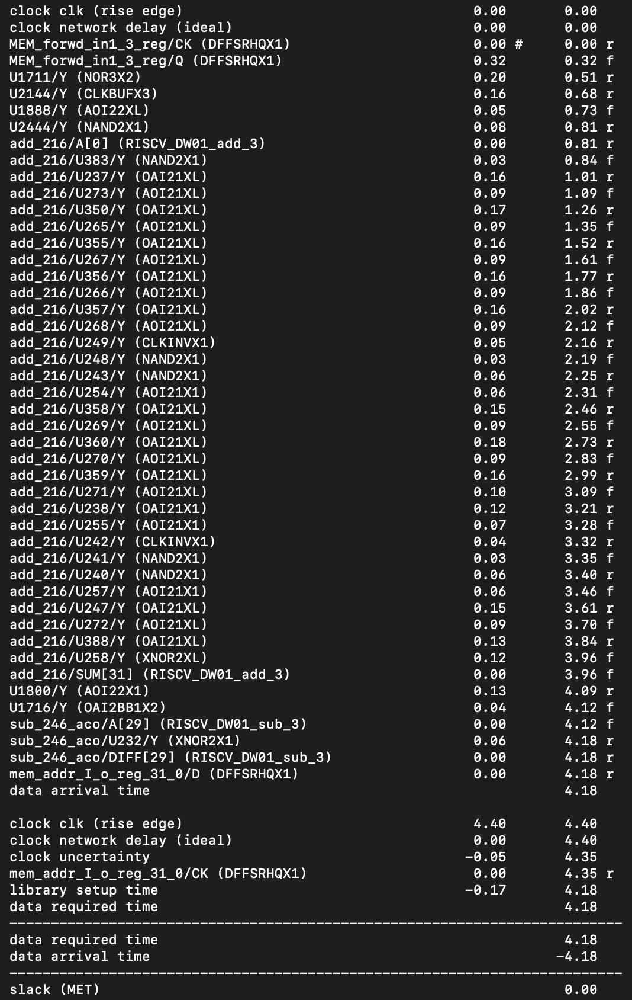 clock clk (rise edge) 0.00 0.00
clock network delay (ideal) 0.00 0.00
MEM_forwd_in1_3_reg/CK (DFFSRHQX1) 0.00 # 0.00 r
MEM_forwd_in1_3_reg/Q (DFFSRHQX1) 0.32 0.32 f
U1711/Y (NOR3X2) 0.20 0.51 r
U2144/Y (CLKBUFX3) 0.16 0.68 r
U1888/Y (AOI22XL) 0.05 0.73 f
U2444/Y (NAND2X1) 0.08 0.81 r
add_216/A[0] (RISCV_DW01_add_3) 0.00 0.81 r
add_216/U383/Y (NAND2X1) 0.03 0.84 f
add_216/U237/Y (OAI21XL) 0.16 1.01 r
add_216/U273/Y (AOI21XL) 0.09 1.09 f
add_216/U350/Y (OAI21XL) 0.17 1.26 r
add_216/U265/Y (AOI21XL) 0.09 1.35 f
add_216/U355/Y (OAI21XL) 0.16 1.52 r
add_216/U267/Y (AOI21XL) 0.09 1.61 f
add_216/U356/Y (OAI21XL) 0.16 1.77 r
add_216/U266/Y (AOI21XL) 0.09 1.86 f
add_216/U357/Y (OAI21XL) 0.16 2.02 r
add_216/U268/Y (AOI21XL) 0.09 2.12 f
add_216/U249/Y (CLKINVX1) 0.05 2.16 r
add_216/U248/Y (NAND2X1) 0.03 2.19 f
add_216/U243/Y (NAND2X1) 0.06 2.25 r
add_216/U254/Y (AOI21X1) 0.06 2.31 f
add_216/U358/Y (OAI21XL) 0.15 2.46 r
add_216/U269/Y (AOI21XL) 0.09 2.55 f
add_216/U360/Y (OAI21XL) 0.18 2.73 r
add_216/U270/Y (AOI21XL) 0.09 2.83 f
add_216/U359/Y (OAI21XL) 0.16 2.99 r
add_216/U271/Y (AOI21XL) 0.10 3.09 f
add_216/U238/Y (OAI21X1) 0.12 3.21 r
add_216/U255/Y (AOI21X1) 0.07 3.28 f
add_216/U242/Y (CLKINVX1) 0.04 3.32 r
add_216/U241/Y (NAND2X1) 0.03 3.35 f
add_216/U240/Y (NAND2X1) 0.06 3.40 r
add_216/U257/Y (AOI21X1) 0.06 3.46 f
add_216/U247/Y (OAI21XL) 0.15 3.61 r
add_216/U272/Y (AOI21XL) 0.09 3.70 f
add_216/U388/Y (OAI21XL) 0.13 3.84 r
add_216/U258/Y (XNOR2XL) 0.12 3.96 f
add_216/SUM[31] (RISCV_DW01_add_3) 0.00 3.96 f
U1800/Y (AOI22X1) 0.13 4.09 r
U1716/Y (OAI2BB1X2) 0.04 4.12 f
sub_246_aco/A[29] (RISCV_DW01_sub_3) 0.00 4.12 f
sub_246_aco/U232/Y (XNOR2X1) 0.06 4.18 r
sub_246_aco/DIFF[29] (RISCV_DW01_sub_3) 0.00 4.18 r
mem_addr_I_o_reg_31_0/D (DFFSRHQX1) 0.00 4.18 r
data arrival time 4.18
clock clk (rise edge) 4.40 4.40
clock network delay (ideal) 0.00 4.40
clock uncertainty -0.05 4.35
mem_addr_I_o_reg_31_0/CK (DFFSRHQX1) 0.00 4.35 r
library setup time -0.17 4.18
data required time 4.18
--------------------------------------------------------------------------
data required time 4.18
data arrival time -4.18
--------------------------------------------------------------------------
slack (MET) 0.00